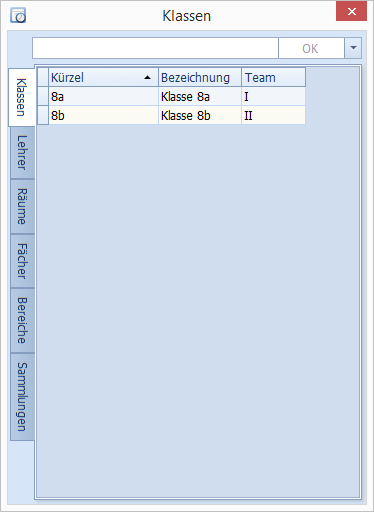 Klassen
OK
Kürzel Bezeichnung Team
8a Klasse 8a I
8b Klasse 8b II
Klassen
Lehrer
Räume
Fächer
Bereiche
Sammlungen